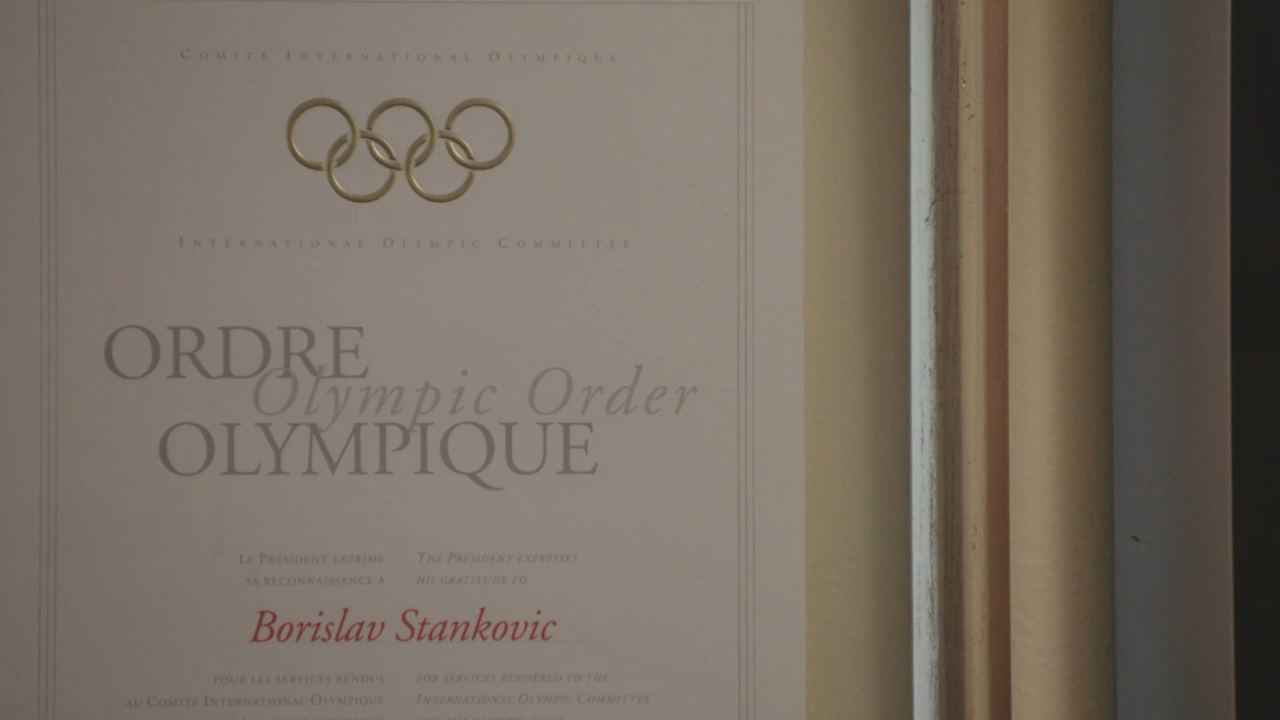 COMITÉ INTERNATIONAL OLYMPIQUE
INTERNATIONAL OLYMPIC COMMITTEE
ORDRE
Olympic Order
OLYMPIQUE
LE PRÉSIDENT EXPRIME THE PRESIDENT EXPRESSES
SA RECONNAISSANCE À HIS GRATITUDE TO
Borislav Stankovic
POUR LES SERVICES RENDUS FOR SERVICES RENDERED TO THE
AU COMITÉ INTERNATIONAL OLYMPIQUE INTERNATIONAL OLYMPIC COMMITTEE